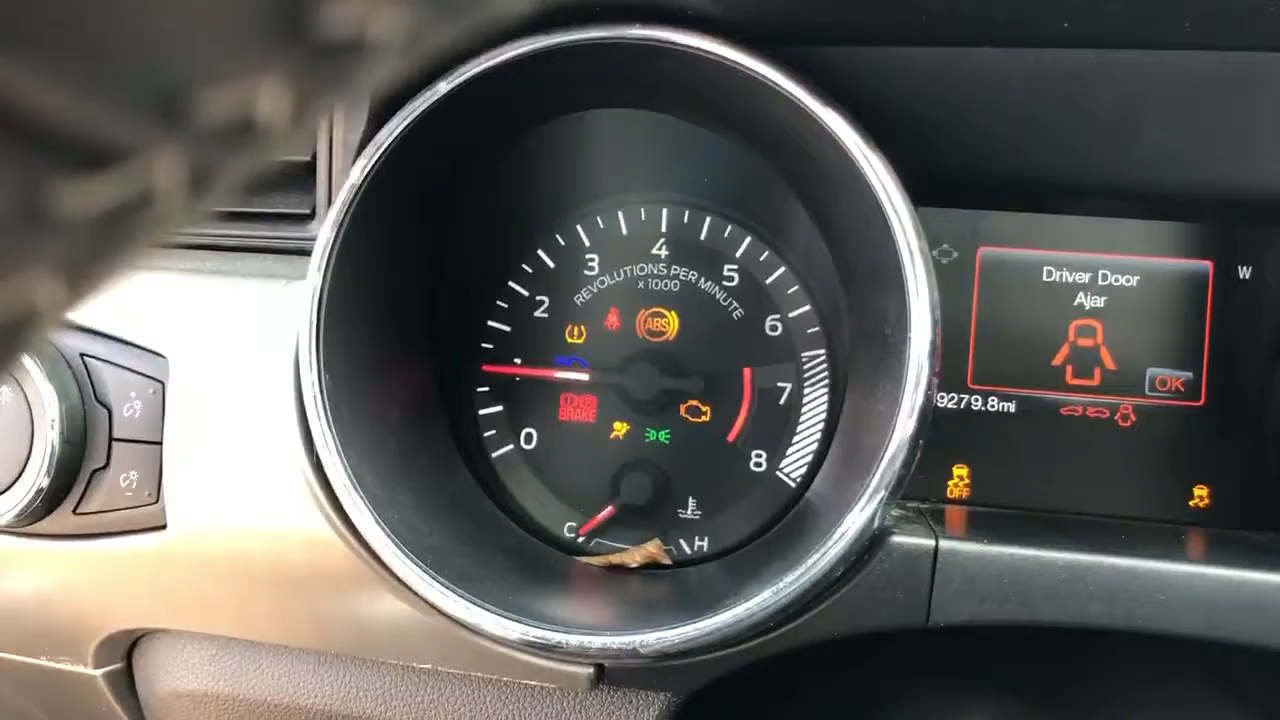 4
3
5
REVOLUTIONS PER MINUTE
x1000
2
6
ABS
1
7
BRAKE
0
8
C
H
Driver Door
Ajar
OK
W
9279.8mi
OFF